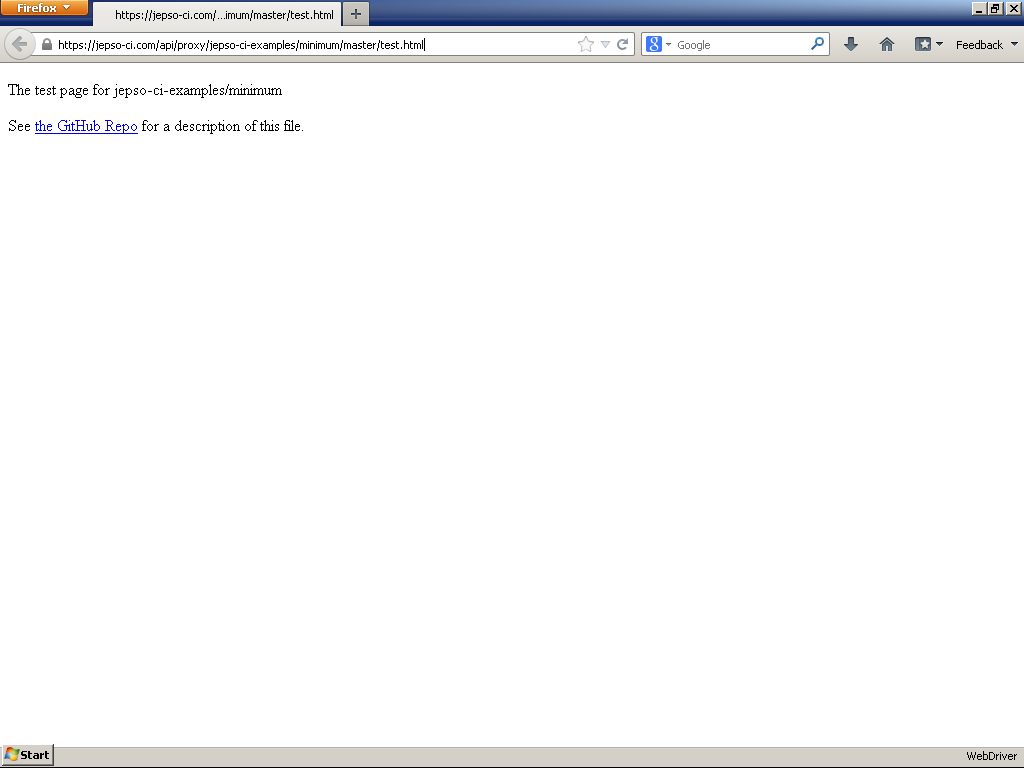 Firefox
https://jepso-ci.com/...imum/master/test.html
https://jepso-ci.com/api/proxy/jepso-ci-examples/minimum/master/test.html
8
Google
Feedback
The test page for jepso-ci-examples/minimum
See the GitHub Repo for a description of this file.
Start
WebDriver